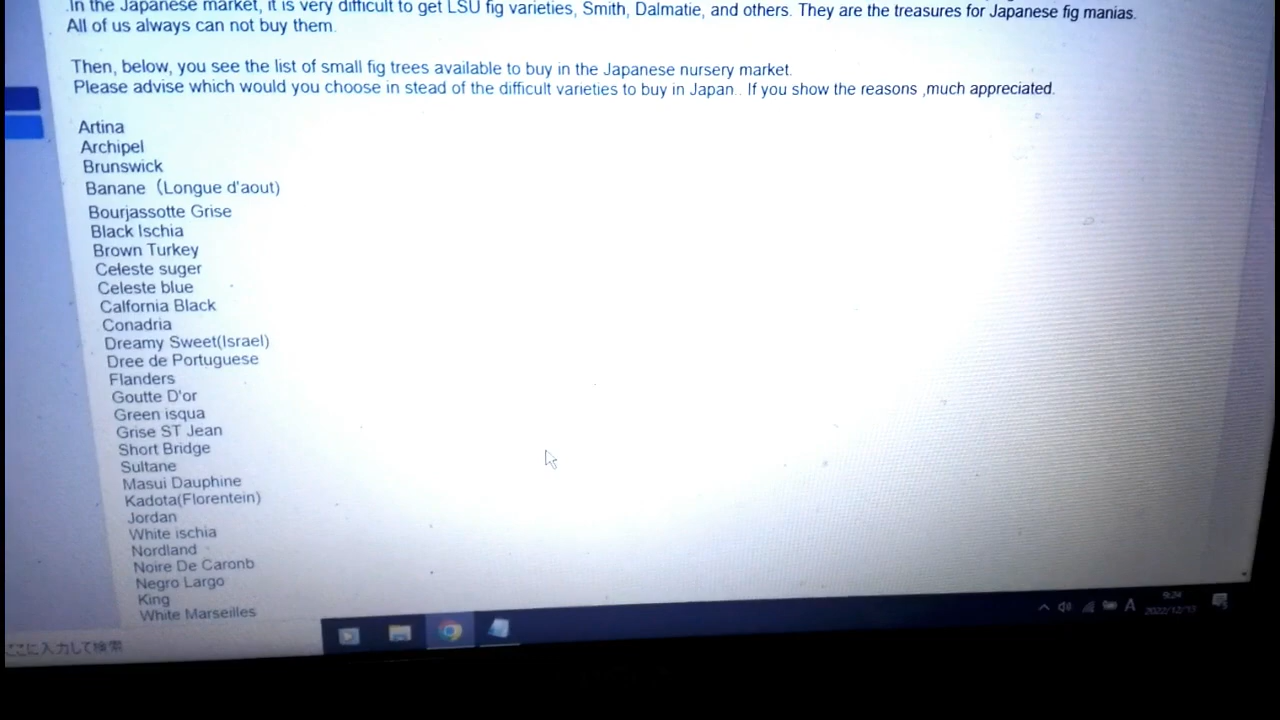 .In the Japanese market, it is very difficult to get LSU fig varieties, Smith, Dalmatie, and others. They are the treasures for Japanese fig manias.
All of us always can not buy them.
Then, below, you see the list of small fig trees available to buy in the Japanese nursery market.
Please advise which would you choose in stead of the difficult varieties to buy in Japan.. If you show the reasons ,much appreciated.
Artina
Archipel
Brunswick
Banane（Longue d'aout)
Bourjassotte Grise
Black Ischia
Brown Turkey
Celeste suger
Celeste blue
Calfornia Black
Conadria
Dreamy Sweet(Israel)
Dree de Portuguese
Flanders
Goutte D'or
Green isqua
Grise ST Jean
Short Bridge
Sultane
Masui Dauphine
Kadota(Florentein)
Jordan
White ischia
Nordland
Noire De Caronb
Negro Largo
King
White Marseilles
ここに入力して検索
A
9:24
2022/12/13